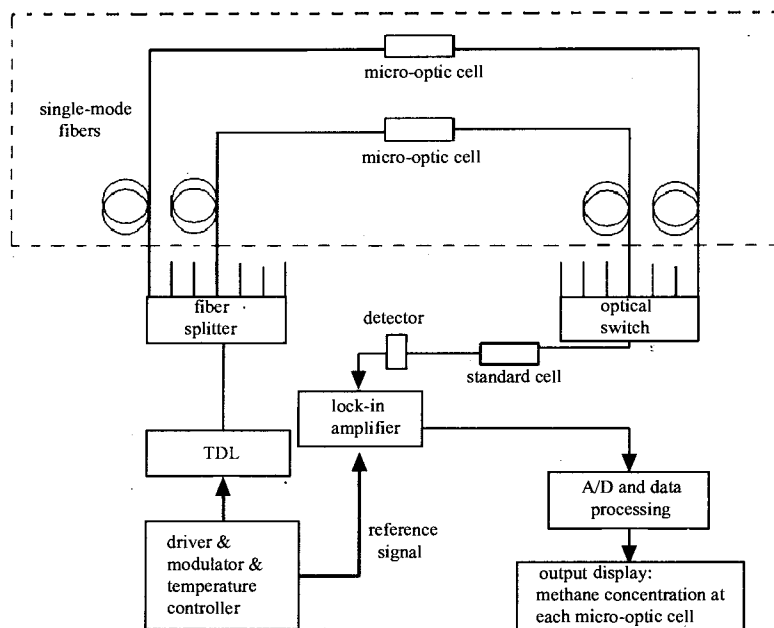 micro-optic cell
single-mode
fibers
micro-optic cell
fiber
splitter
optical
switch
detector
standard cell
lock-in
amplifier
TDL
A/D and data
processing
reference
signal
driver &
modulator &
temperature
controller
output display:
methane concentration at
each micro-optic cell